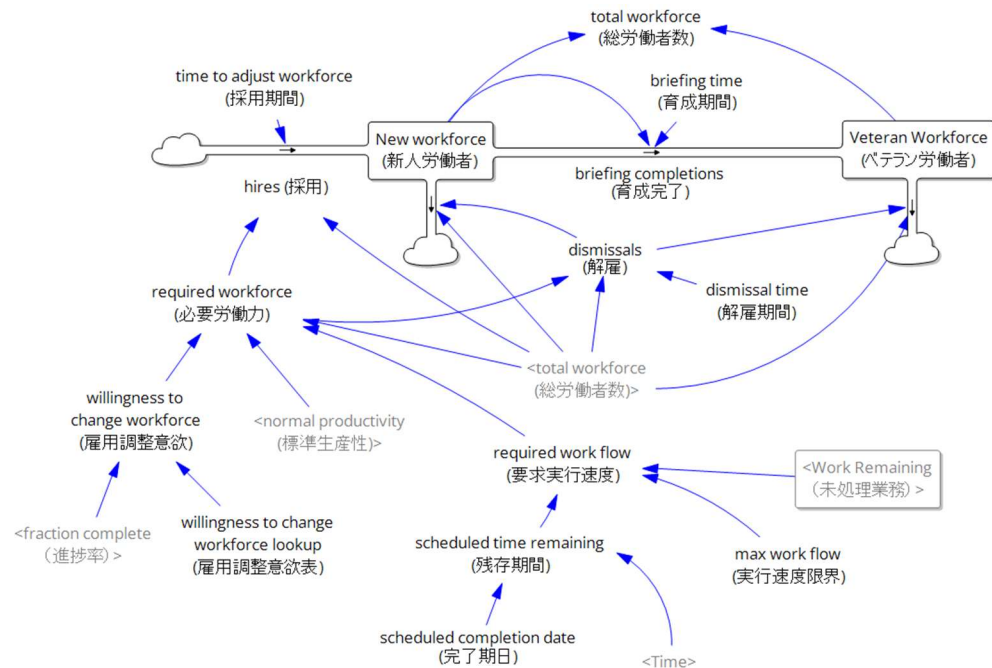 total workforce
(総労働者数)
time to adjust workforce
(採用期間)
briefing time
(育成期間)
New workforce
(新人労働者)
Veteran Workforce
(ベテラン労働者)
hires (採用)
briefing completions
(育成完了)
dismissals
(解雇)
required workforce
(必要労働力)
dismissal time
(解雇期間)
<total workforce
(総労働者数)>
willingness to
change workforce
(雇用調整意欲)
<normal productivity
(標準生産性)>
required work flow
(要求実行速度)
<Work Remaining
(未処理業務) >
<fraction complete
(進捗率) >
willingness to change
workforce lookup
(雇用調整意欲表)
scheduled time remaining
(残存期間)
max work flow
(実行速度限界)
scheduled completion date
(完了期日)
<Time>